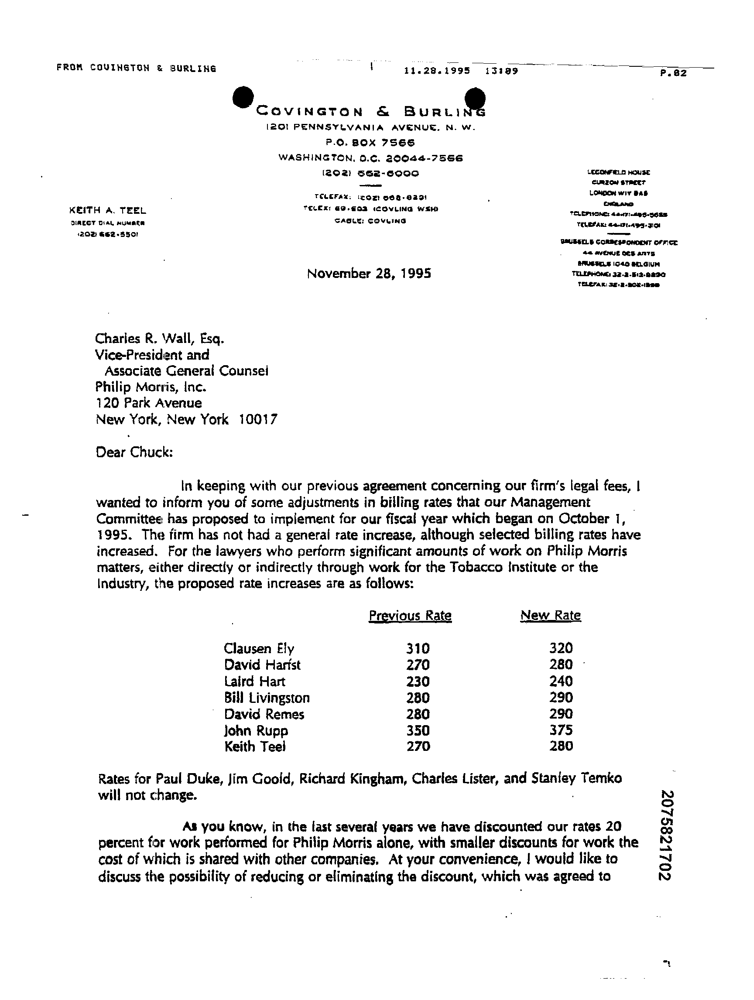 FROM COVINGTON & BURLING 11.28.1995 13:09 P.02
COVINGTON & BURLING
1201 PENNSYLVANIA AVENUE, N. W.
P.O. BOX 7566
WASHINGTON, D.C. 20044-7566
(202) 662-6000
TELEFAX: (202) 662-6291
TELEX: 89-603 (COVLING WSH)
CABLE: COVLING
KEITH A. TEEL
DIRECT DIAL NUMBER
(202) 662-5501
LECONFIELD HOUSE
CURZON STREET
LONDON W1Y 8AS
ENGLAND
TELEPHONE: 44-171-495-5655
TELEFAX: 44-171-495-3101
BRUSSELS CORRESPONDENT OFFICE
44 AVENUE DES ARTS
BRUSSELS 1040 BELGIUM
TELEPHONE: 32-2-512-9890
TELEFAX: 32-2-502-1598
November 28, 1995
Charles R. Wall, Esq.
Vice-President and
Associate General Counsel
Philip Morris, Inc.
120 Park Avenue
New York, New York 10017
Dear Chuck:
In keeping with our previous agreement concerning our firm's legal fees, I
wanted to inform you of some adjustments in billing rates that our Management
Committee has proposed to implement for our fiscal year which began on October 1,
1995. The firm has not had a general rate increase, although selected billing rates have
increased. For the lawyers who perform significant amounts of work on Philip Morris
matters, either directly or indirectly through work for the Tobacco Institute or the
Industry, the proposed rate increases are as follows:
Previous Rate New Rate
Clausen Ely 310 320
David Harfst 270 280
Laird Hart 230 240
Bill Livingston 280 290
David Remes 280 290
John Rupp 350 375
Keith Teel 270 280
Rates for Paul Duke, Jim Goold, Richard Kingham, Charles Lister, and Stanley Temko
will not change.
As you know, in the last several years we have discounted our rates 20
percent for work performed for Philip Morris alone, with smaller discounts for work the
cost of which is shared with other companies. At your convenience, I would like to
discuss the possibility of reducing or eliminating the discount, which was agreed to
2075821702